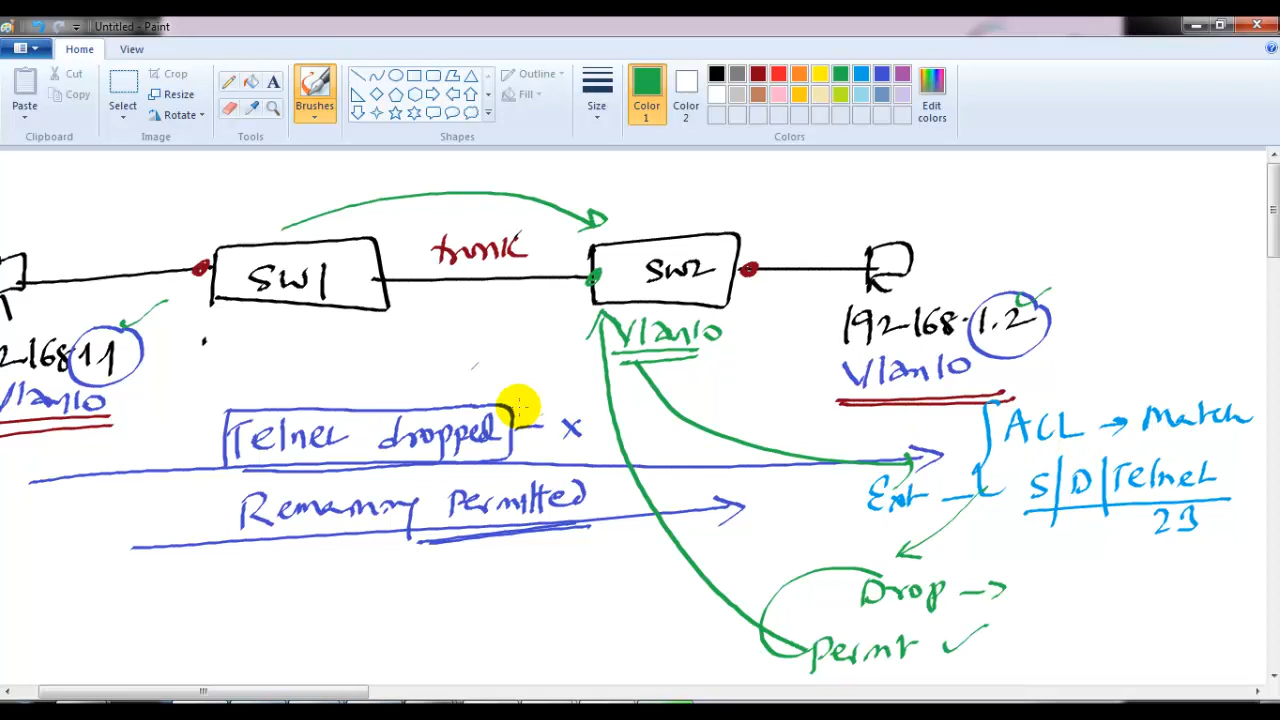 Untitled - Paint
Home View
Paste
Cut
Copy
Clipboard
Select
Crop
Resize
Rotate
Image
Tools
Brushes
Shapes
Outline
Fill
Size
Color 1
Color 2
Edit colors
Colors
trunk
SW1
SW2
Vlan10
192.168.1.2
Vlan10
2168.1.1
Vlan10
Telnet dropped x
ACL → Match
Ext
S|D|Telnet
23
Remaining permitted
Drop →
Permit ✓